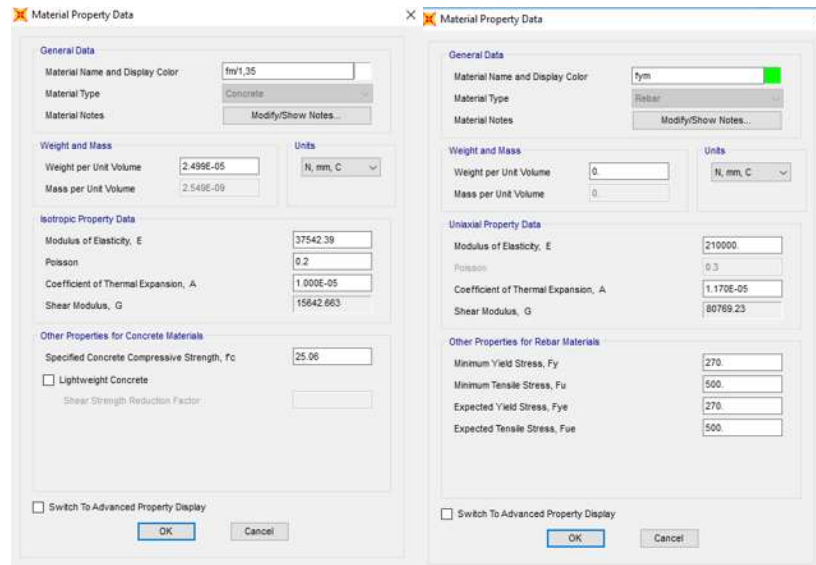 Material Property Data
General Data
Material Name and Display Color fm/1,35
Material Type Concrete
Material Notes Modify/Show Notes...
Weight and Mass
Units
Weight per Unit Volume 2.499E-05
N, mm, C
Mass per Unit Volume 2.549E-09
Isotropic Property Data
Modulus of Elasticity, E 37542.39
Poisson 0.2
Coefficient of Thermal Expansion, A 1.000E-05
Shear Modulus, G 15642.663
Other Properties for Concrete Materials
Specified Concrete Compressive Strength, f'c 25.06
Lightweight Concrete
Shear Strength Reduction Factor
Switch To Advanced Property Display
OK Cancel
Material Property Data
General Data
Material Name and Display Color fym
Material Type Rebar
Material Notes Modify/Show Notes...
Weight and Mass
Units
Weight per Unit Volume 0.
N, mm, C
Mass per Unit Volume 0.
Uniaxial Property Data
Modulus of Elasticity, E 210000.
Poisson 0.3
Coefficient of Thermal Expansion, A 1.170E-05
Shear Modulus, G 80769.23
Other Properties for Rebar Materials
Minimum Yield Stress, Fy 270.
Minimum Tensile Stress, Fu 500.
Expected Yield Stress, Fye 270.
Expected Tensile Stress, Fue 500.
Switch To Advanced Property Display
OK Cancel